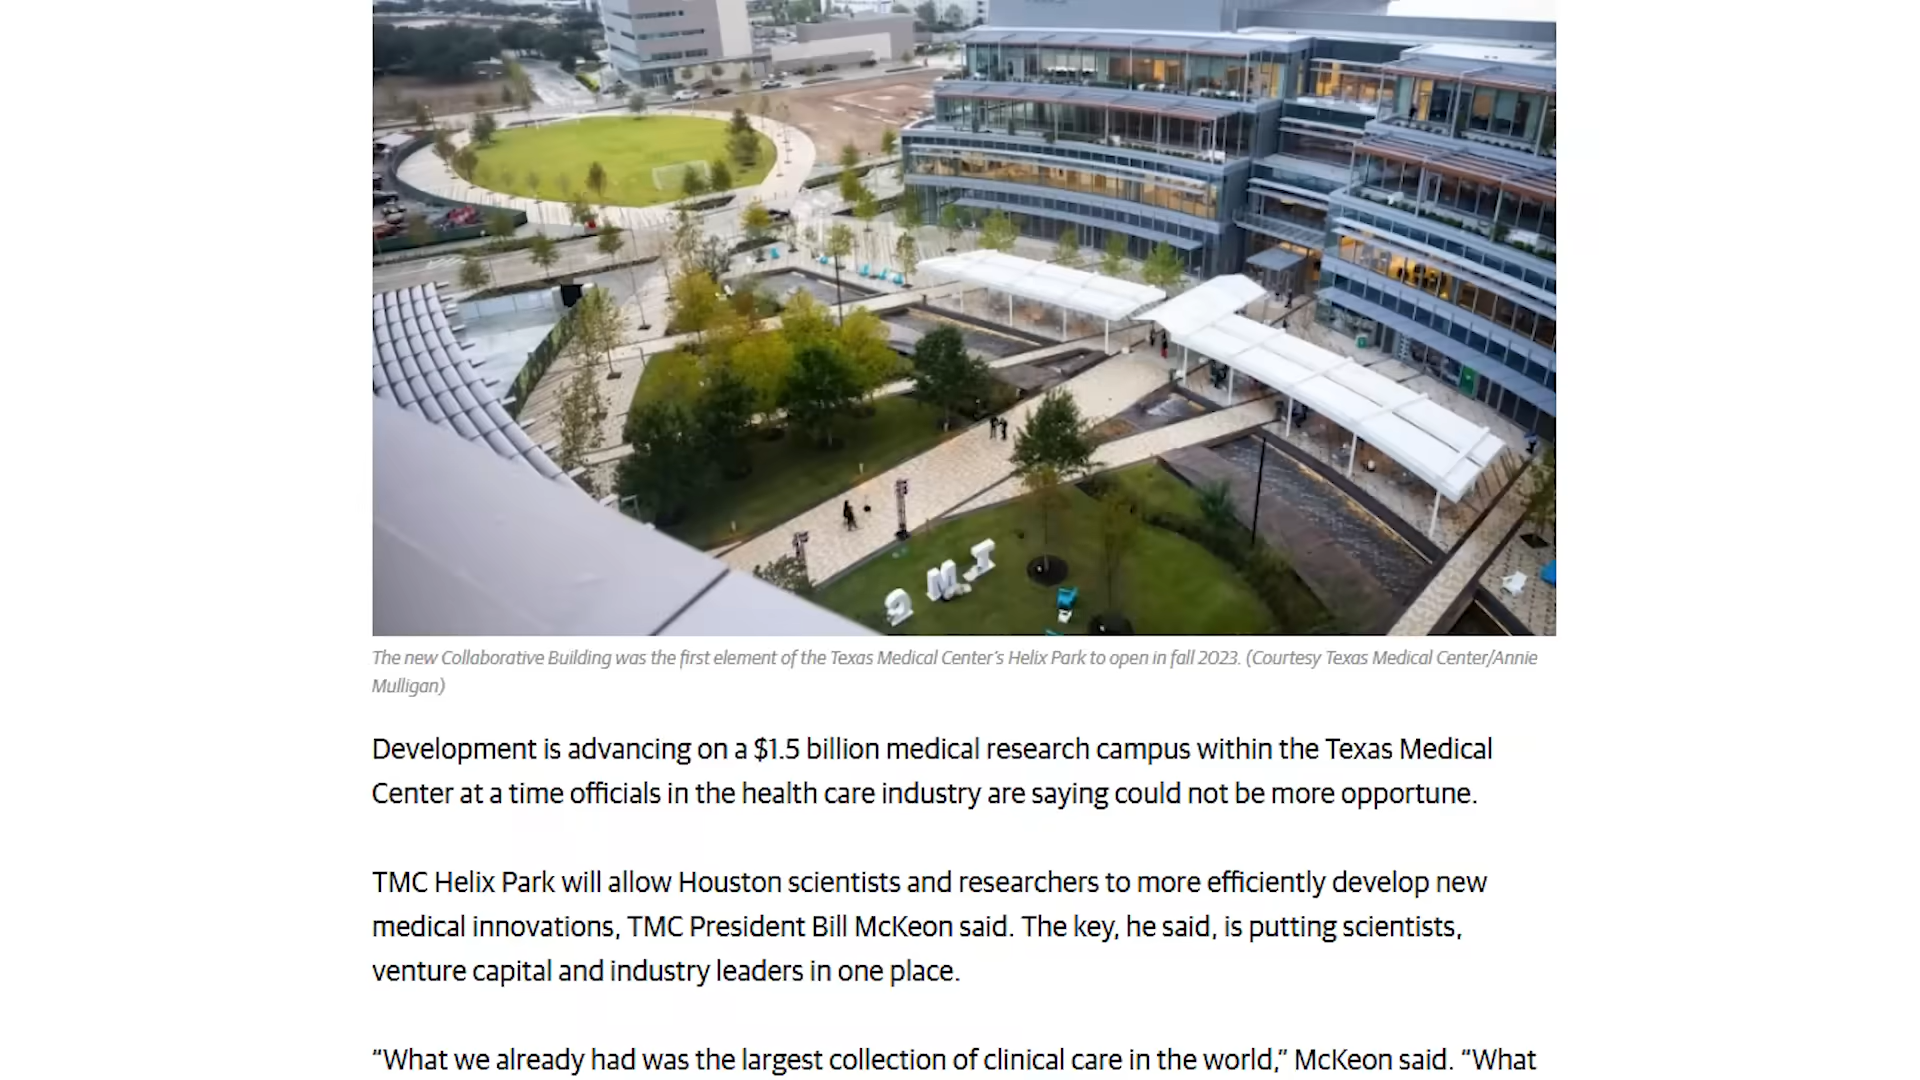 TMC
The new Collaborative Building was the first element of the Texas Medical Center's Helix Park to open in fall 2023. (Courtesy Texas Medical Center/Annie
Mulligan)
Development is advancing on a $1.5 billion medical research campus within the Texas Medical
Center at a time officials in the health care industry are saying could not be more opportune.
TMC Helix Park will allow Houston scientists and researchers to more efficiently develop new
medical innovations, TMC President Bill McKeon said. The key, he said, is putting scientists,
venture capital and industry leaders in one place.
“What we already had was the largest collection of clinical care in the world,” McKeon said. “What